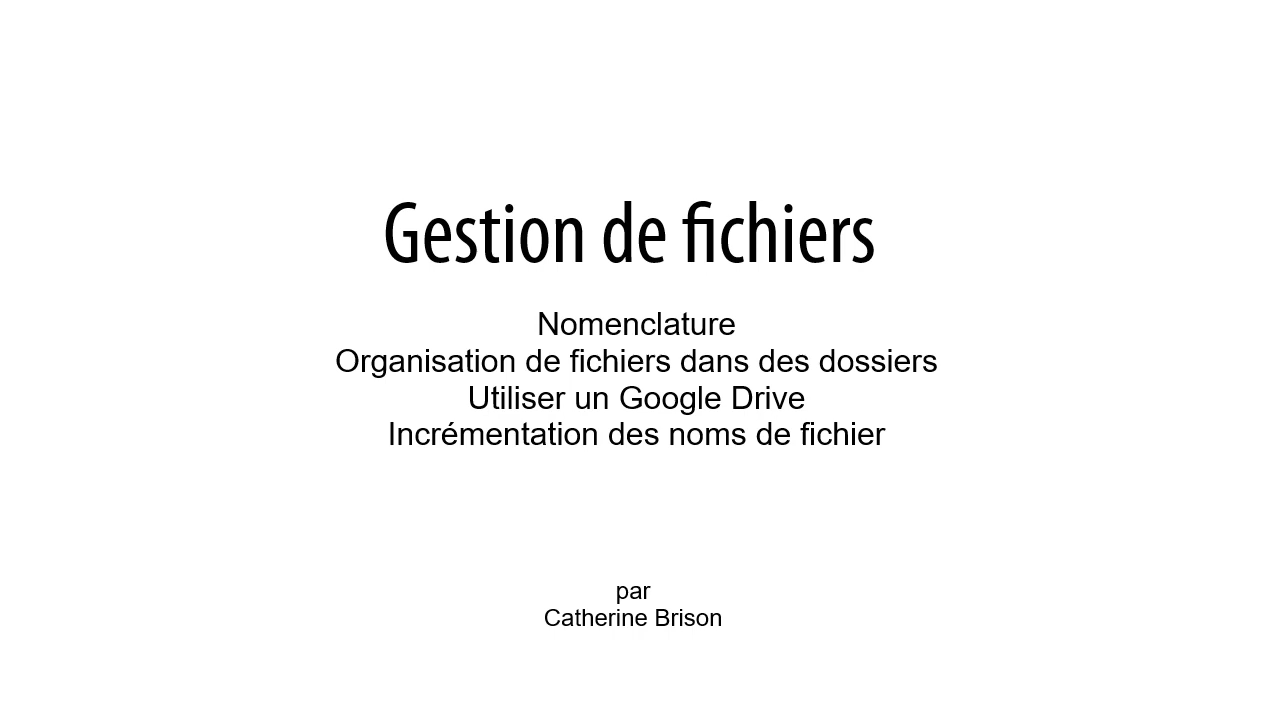 Gestion de fichiers
Nomenclature
Organisation de fichiers dans des dossiers
Utiliser un Google Drive
Incrémentation des noms de fichier
par
Catherine Brison